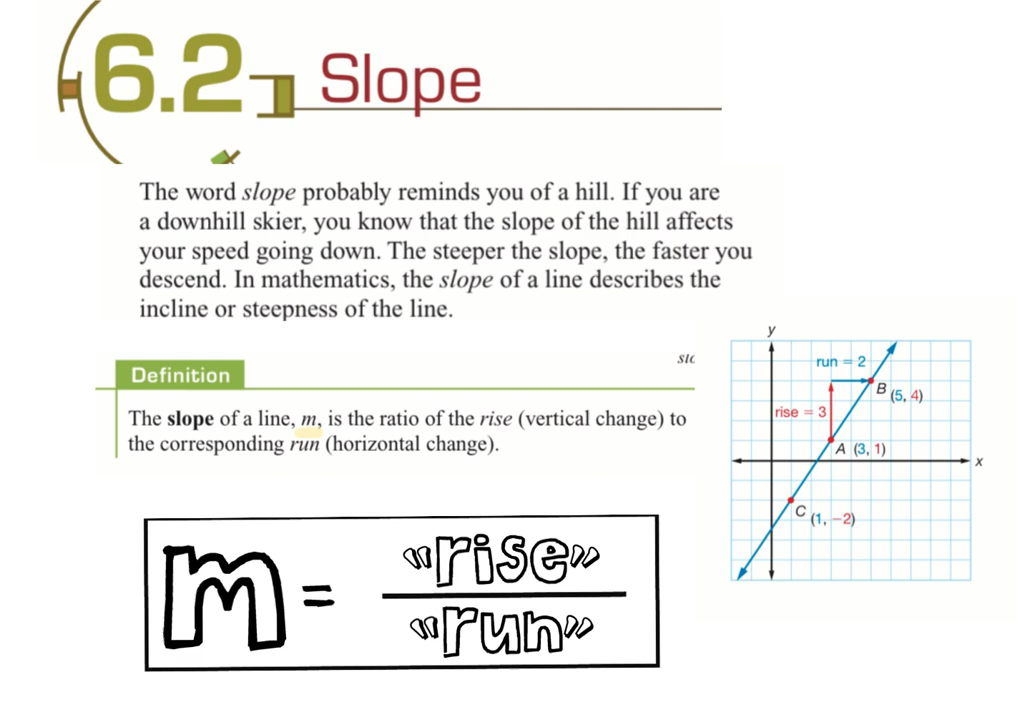 6.2 Slope
The word slope probably reminds you of a hill. If you are
a downhill skier, you know that the slope of the hill affects
your speed going down. The steeper the slope, the faster you
descend. In mathematics, the slope of a line describes the
incline or steepness of the line.
Definition
The slope of a line, m, is the ratio of the rise (vertical change) to
the corresponding run (horizontal change).
m = "rise"
"run"
y
run = 2
B (5, 4)
rise = 3
A (3, 1)
x
C (1, −2)